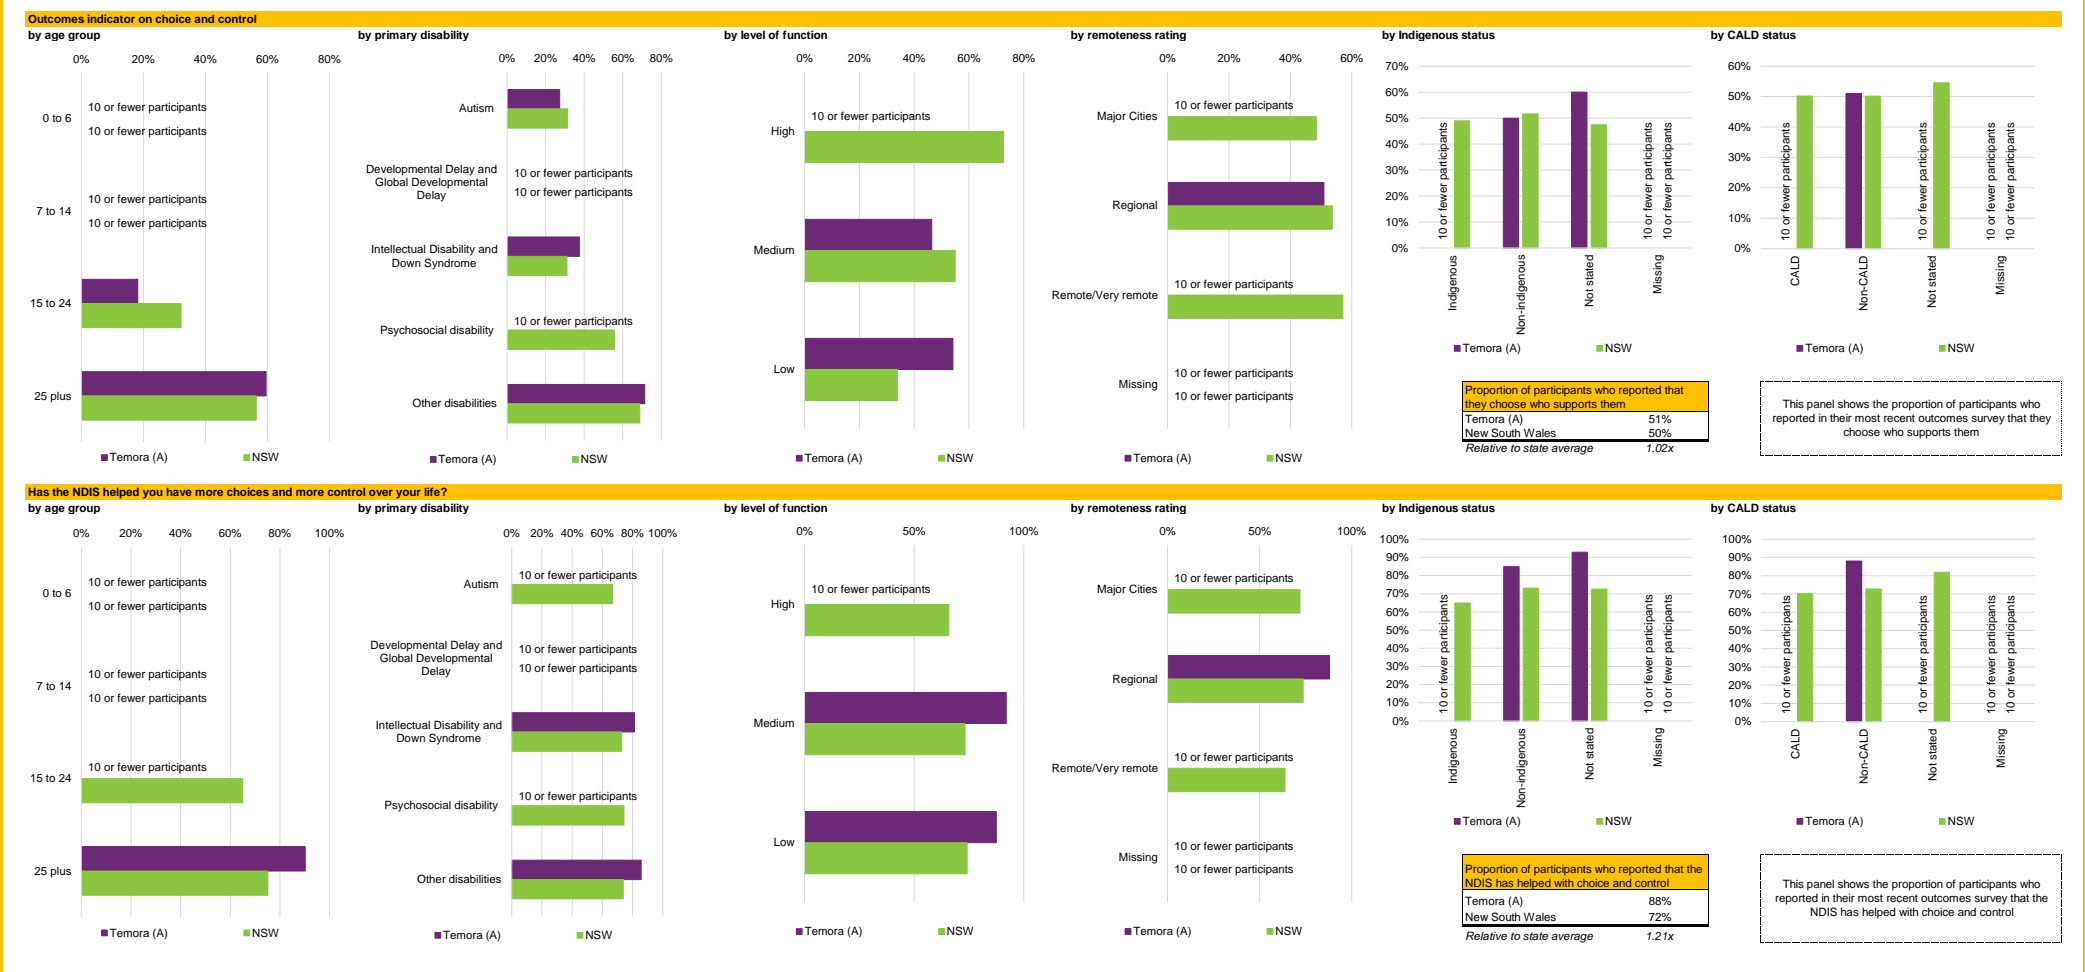 Outcomes indicator on choice and control
by age group
0% 20% 40% 60% 80%
0 to 6
10 or fewer participants
10 or fewer participants
7 to 14
10 or fewer participants
10 or fewer participants
15 to 24
25 plus
Temora (A) NSW
by primary disability
0% 20% 40% 60% 80%
Autism
Developmental Delay and
Global Developmental
Delay
10 or fewer participants
10 or fewer participants
Intellectual Disability and
Down Syndrome
Psychosocial disability
10 or fewer participants
Other disabilities
Temora (A) NSW
by level of function
0% 20% 40% 60% 80%
High
10 or fewer participants
Medium
Low
Temora (A) NSW
by remoteness rating
0% 20% 40% 60%
Major Cities
10 or fewer participants
Regional
Remote/Very remote
10 or fewer participants
Missing
10 or fewer participants
10 or fewer participants
Temora (A) NSW
by Indigenous status
70%
60%
50%
40%
30%
20%
10%
0%
10 or fewer participants
10 or fewer participants
10 or fewer participants
Indigenous
Non-indigenous
Not stated
Missing
Temora (A) NSW
Proportion of participants who reported that
they choose who supports them
Temora (A) 51%
New South Wales 50%
Relative to state average 1.02x
by CALD status
60%
50%
40%
30%
20%
10%
0%
10 or fewer participants
10 or fewer participants
10 or fewer participants
10 or fewer participants
CALD
Non-CALD
Not stated
Missing
Temora (A) NSW
This panel shows the proportion of participants who
reported in their most recent outcomes survey that they
choose who supports them
Has the NDIS helped you have more choices and more control over your life?
by age group
0% 20% 40% 60% 80% 100%
0 to 6
10 or fewer participants
10 or fewer participants
7 to 14
10 or fewer participants
10 or fewer participants
15 to 24
10 or fewer participants
25 plus
Temora (A) NSW
by primary disability
0% 20% 40% 60% 80% 100%
Autism
10 or fewer participants
Developmental Delay and
Global Developmental
Delay
10 or fewer participants
10 or fewer participants
Intellectual Disability and
Down Syndrome
Psychosocial disability
10 or fewer participants
Other disabilities
Temora (A) NSW
by level of function
0% 50% 100%
High
10 or fewer participants
Medium
Low
Temora (A) NSW
by remoteness rating
0% 50% 100%
Major Cities
10 or fewer participants
Regional
Remote/Very remote
10 or fewer participants
Missing
10 or fewer participants
10 or fewer participants
Temora (A) NSW
by Indigenous status
100%
90%
80%
70%
60%
50%
40%
30%
20%
10%
0%
10 or fewer participants
10 or fewer participants
10 or fewer participants
Indigenous
Non-indigenous
Not stated
Missing
Temora (A) NSW
Proportion of participants who reported that the
NDIS has helped with choice and control
Temora (A) 88%
New South Wales 72%
Relative to state average 1.21x
by CALD status
100%
90%
80%
70%
60%
50%
40%
30%
20%
10%
0%
10 or fewer participants
10 or fewer participants
10 or fewer participants
10 or fewer participants
CALD
Non-CALD
Not stated
Missing
Temora (A) NSW
This panel shows the proportion of participants who
reported in their most recent outcomes survey that the
NDIS has helped with choice and control